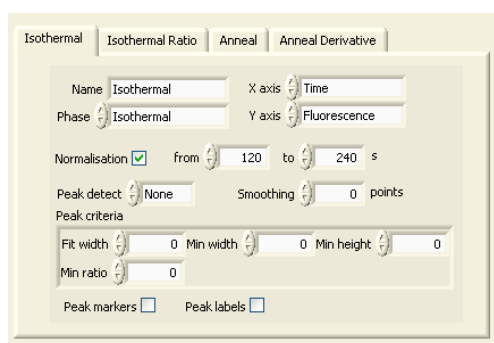 Isothermal Isothermal Ratio Anneal Anneal Derivative
Name Isothermal X axis Time
Phase Isothermal Y axis Fluorescence
Normalisation from 120 to 240 s
Peak detect None Smoothing 0 points
Peak criteria
Fit width 0 Min width 0 Min height 0
Min ratio 0
Peak markers Peak labels